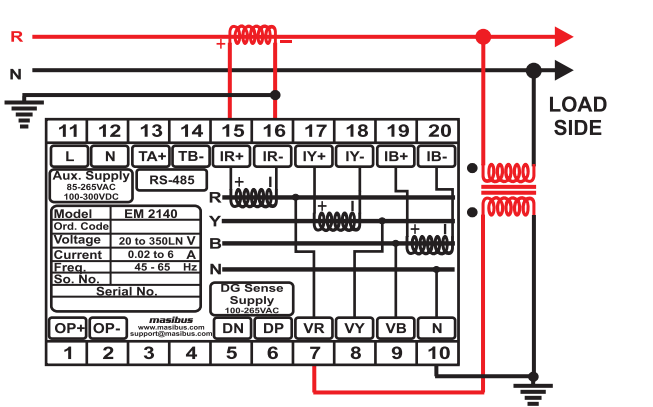 R
+ −
N
LOAD
SIDE
11 12 13 14 15 16 17 18 19 20
L N TA+ TB- IR+ IR- IY+ IY- IB+ IB-
Aux. Supply
85-265VAC
100-300VDC
RS-485
+ −
R
+ −
Y
+ −
B
N
Model EM 2140
Ord. Code
Voltage 20 to 350LN V
Current 0.02 to 6 A
Freq. 45 - 65 Hz
So. No.
Serial No.
DG Sense
Supply
100-265VAC
masibus
www.masibus.com
support@masibus.com
OP+ OP- DN DP VR VY VB N
1 2 3 4 5 6 7 8 9 10